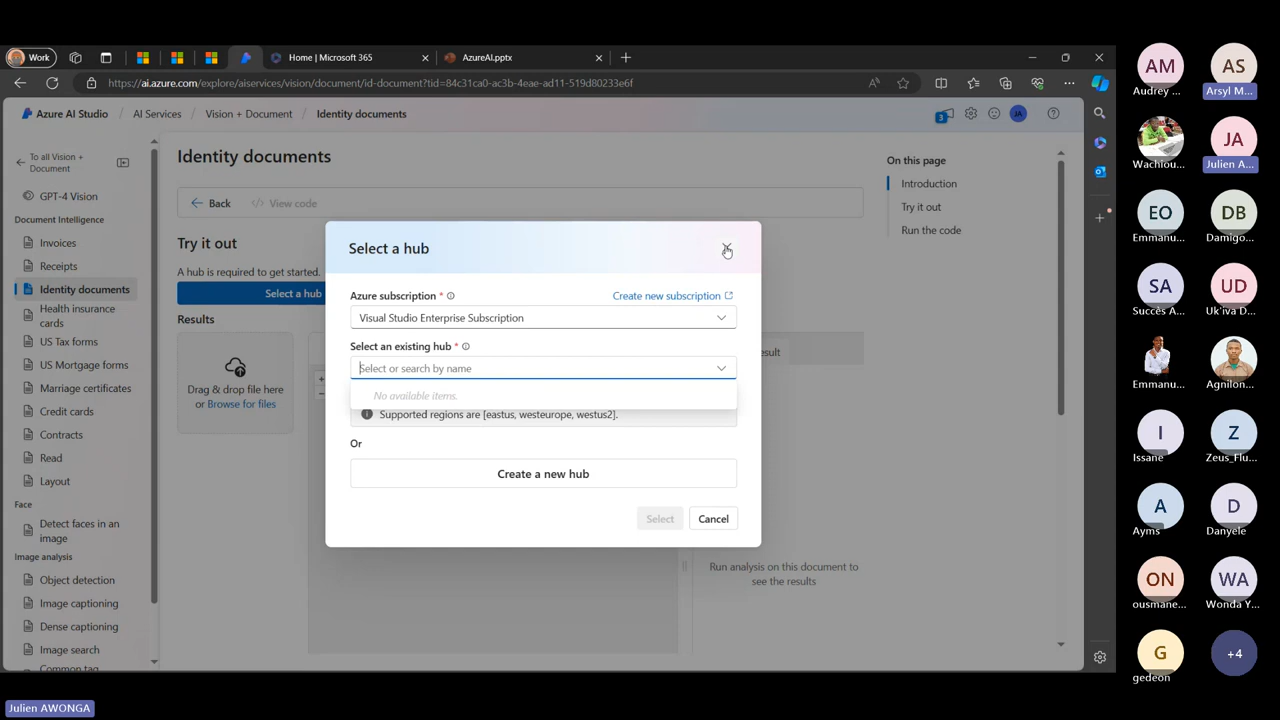 Work
Home | Microsoft 365
AzureAI.pptx
https://ai.azure.com/explore/aiservices/vision/document/id-document?tid=84c31ca0-ac3b-4eae-ad11-519d80233e6f
Azure AI Studio / AI Services / Vision + Document / Identity documents
3
JA
To all Vision +
Document
GPT-4 Vision
Document Intelligence
Invoices
Receipts
Identity documents
Health insurance
cards
US Tax forms
US Mortgage forms
Marriage certificates
Credit cards
Contracts
Read
Layout
Face
Detect faces in an
image
Image analysis
Object detection
Image captioning
Dense captioning
Image search
Common tag
Identity documents
Back
View code
Try it out
A hub is required to get started.
Select a hub
Results
Drag & drop file here
or Browse for files
Select a hub
Azure subscription *
Create new subscription
Visual Studio Enterprise Subscription
Select an existing hub *
Select or search by name
No available items.
Supported regions are [eastus, westeurope, westus2].
Or
Create a new hub
Select
Cancel
esult
Run analysis on this document to
see the results
On this page
Introduction
Try it out
Run the code
AM
Audrey ...
AS
Arsyl M...
Wachiou...
JA
Julien A...
EO
Emmanu...
DB
Damigo...
SA
Succès A...
UD
Uk'iva D...
Emmanu...
Agnilon...
I
Issane
Z
Zeus_Flu...
A
Ayms
D
Danyele
ON
ousmane...
WA
Wonda Y...
G
gedeon
+4
Julien AWONGA